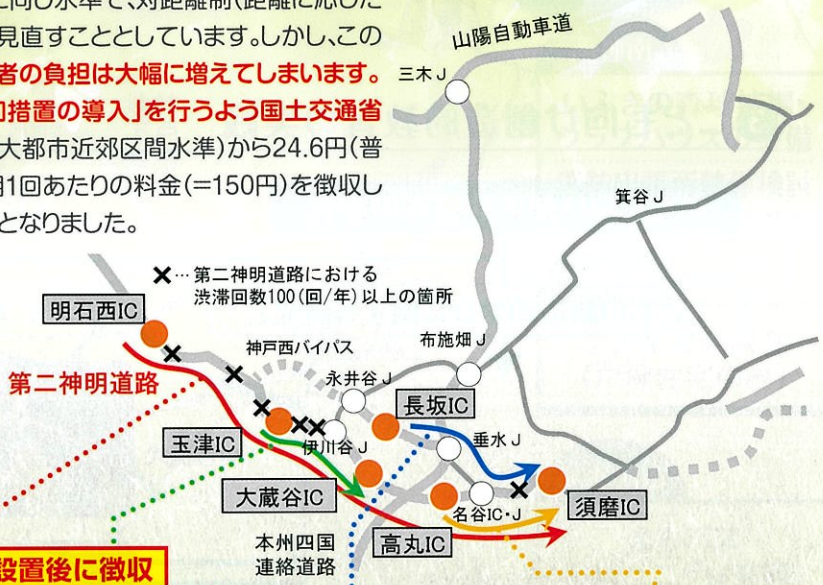 に同じ水準で、対距離制(距離に応じた
見直すこととしています。しかし、この
者の負担は大幅に増えてしまいます。
措置の導入」を行うよう国土交通省
大都市近郊区間水準)から24.6円(普
1回あたりの料金(=150円)を徴収し
となりました。
山陽自動車道
三木J
箕谷J
×…第二神明道路における
渋滞回数100(回/年)以上の箇所
明石西IC
神戸西バイパス
布施畑J
第二神明道路
永井谷J
長坂IC
玉津IC
伊川谷J
垂水J
大蔵谷IC
名谷IC・J
須磨IC
本州四国
連絡道路
高丸IC
設置後に徴収